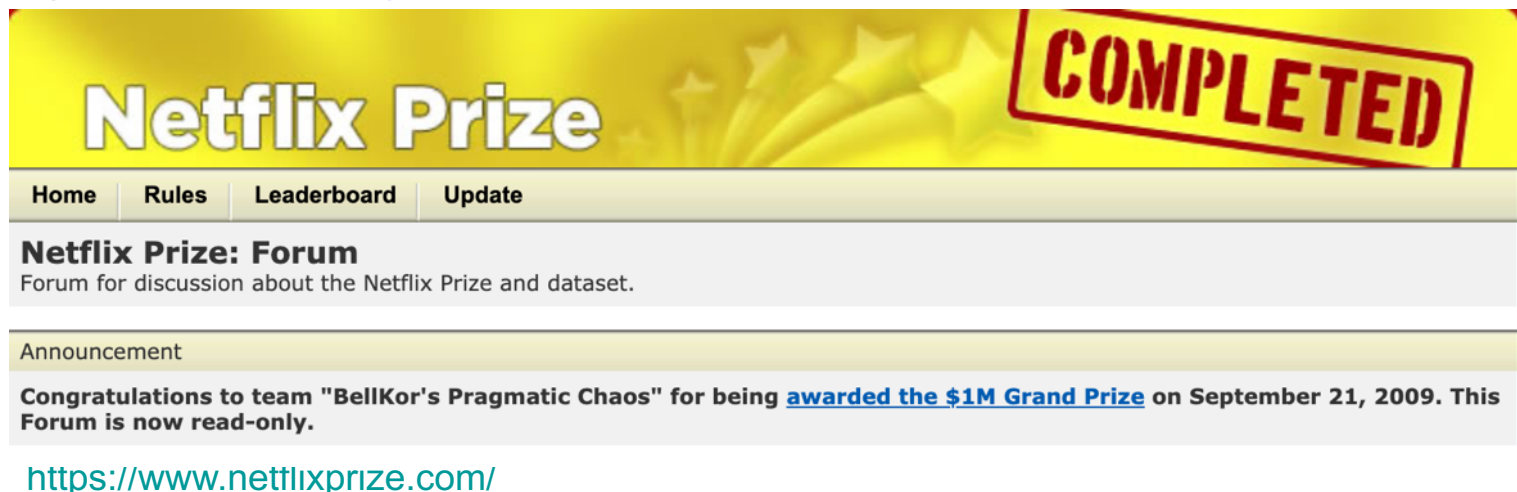 Netflix Prize
COMPLETED
Home Rules Leaderboard Update
Netflix Prize: Forum
Forum for discussion about the Netflix Prize and dataset.
Announcement
Congratulations to team "BellKor's Pragmatic Chaos" for being awarded the $1M Grand Prize on September 21, 2009. This
Forum is now read-only.
https://www.netflixprize.com/